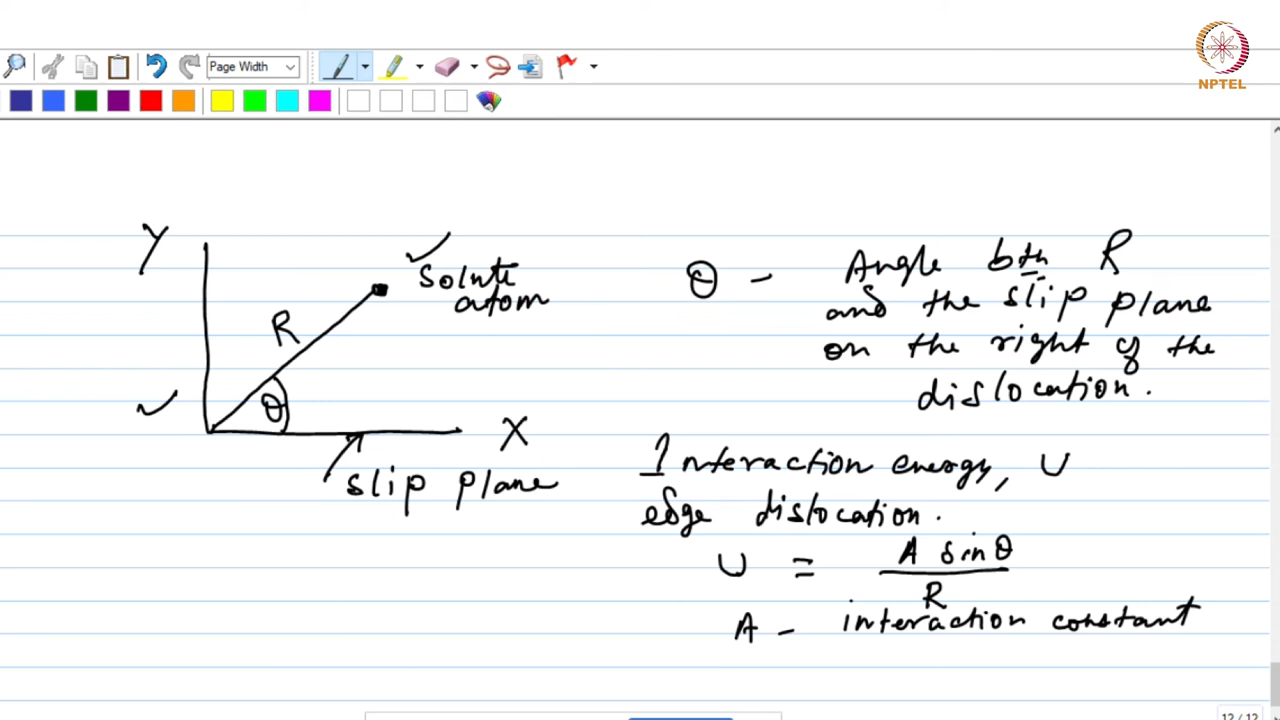 Page Width
NPTEL
Y
Solute
atom
R
θ
X
slip plane
θ - Angle btn R
and the slip plane
on the right of the
dislocation.
Interaction energy, U
edge dislocation.
U = A sinθ
R
A - interaction constant
12 / 12